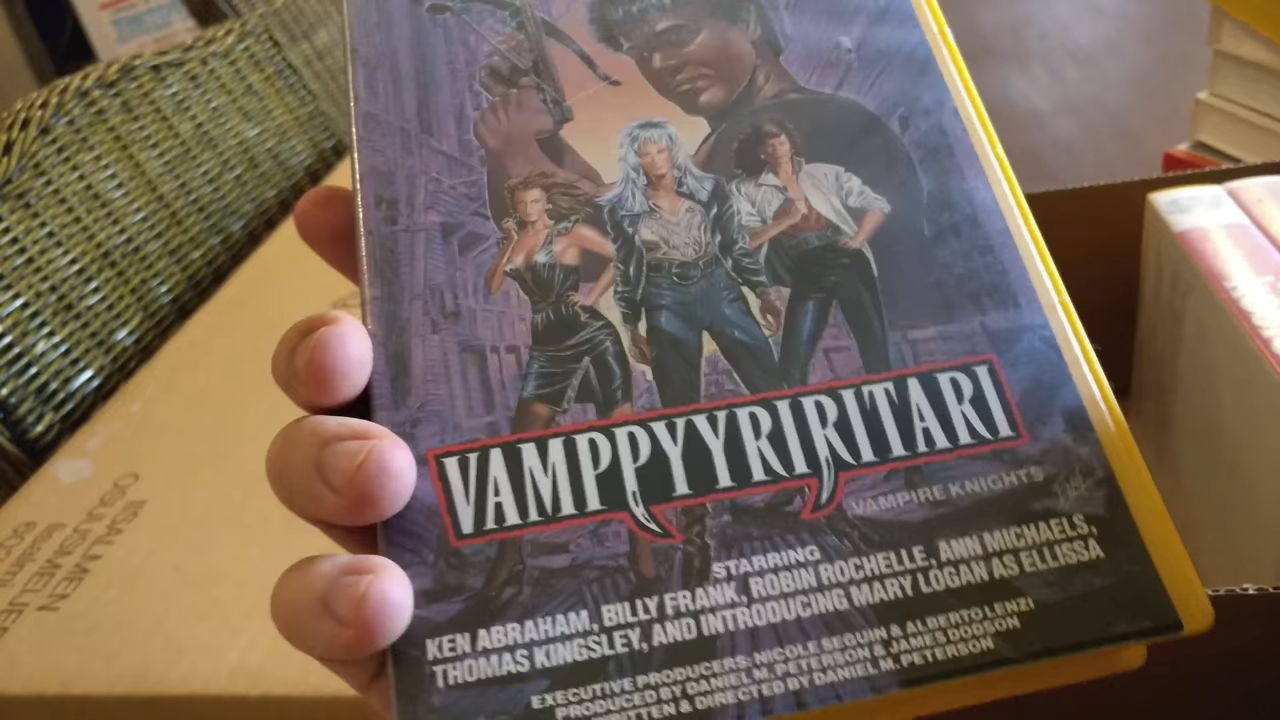 VAMPPYYRIRITARI
VAMPIRE KNIGHTS
STARRING
KEN ABRAHAM, BILLY FRANK, ROBIN ROCHELLE, ANN MICHAELS,
THOMAS KINGSLEY, AND INTRODUCING MARY LOGAN AS ELLISSA
EXECUTIVE PRODUCERS: NICOLE SEGUIN & ALBERTO LENZI
PRODUCED BY DANIEL M. PETERSON & JAMES DODSON
WRITTEN & DIRECTED BY DANIEL M. PETERSON